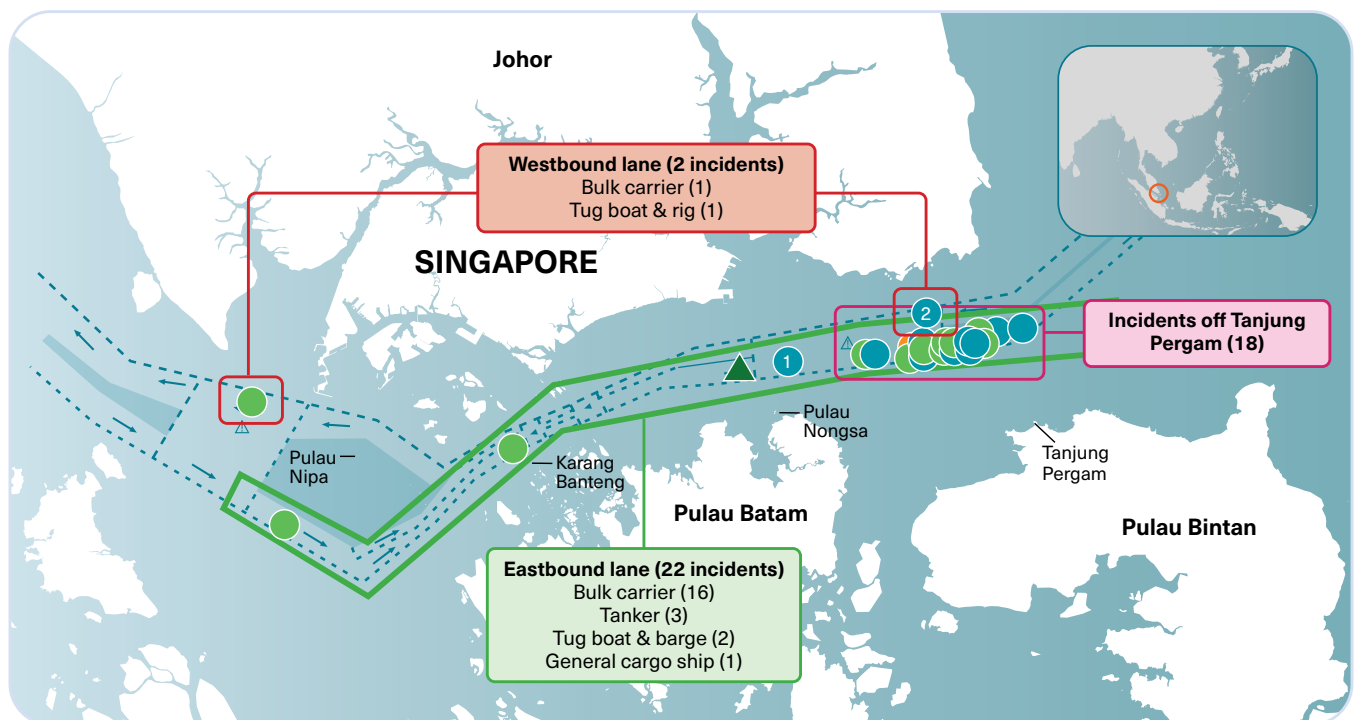 Johor
Westbound lane (2 incidents)
Bulk carrier (1)
Tug boat & rig (1)
SINGAPORE
2
Incidents off Tanjung
Pergam (18)
1
Pulau
Nongsa
Pulau
Nipa
Karang
Banteng
Tanjung
Pergam
Pulau Batam
Pulau Bintan
Eastbound lane (22 incidents)
Bulk carrier (16)
Tanker (3)
Tug boat & barge (2)
General cargo ship (1)